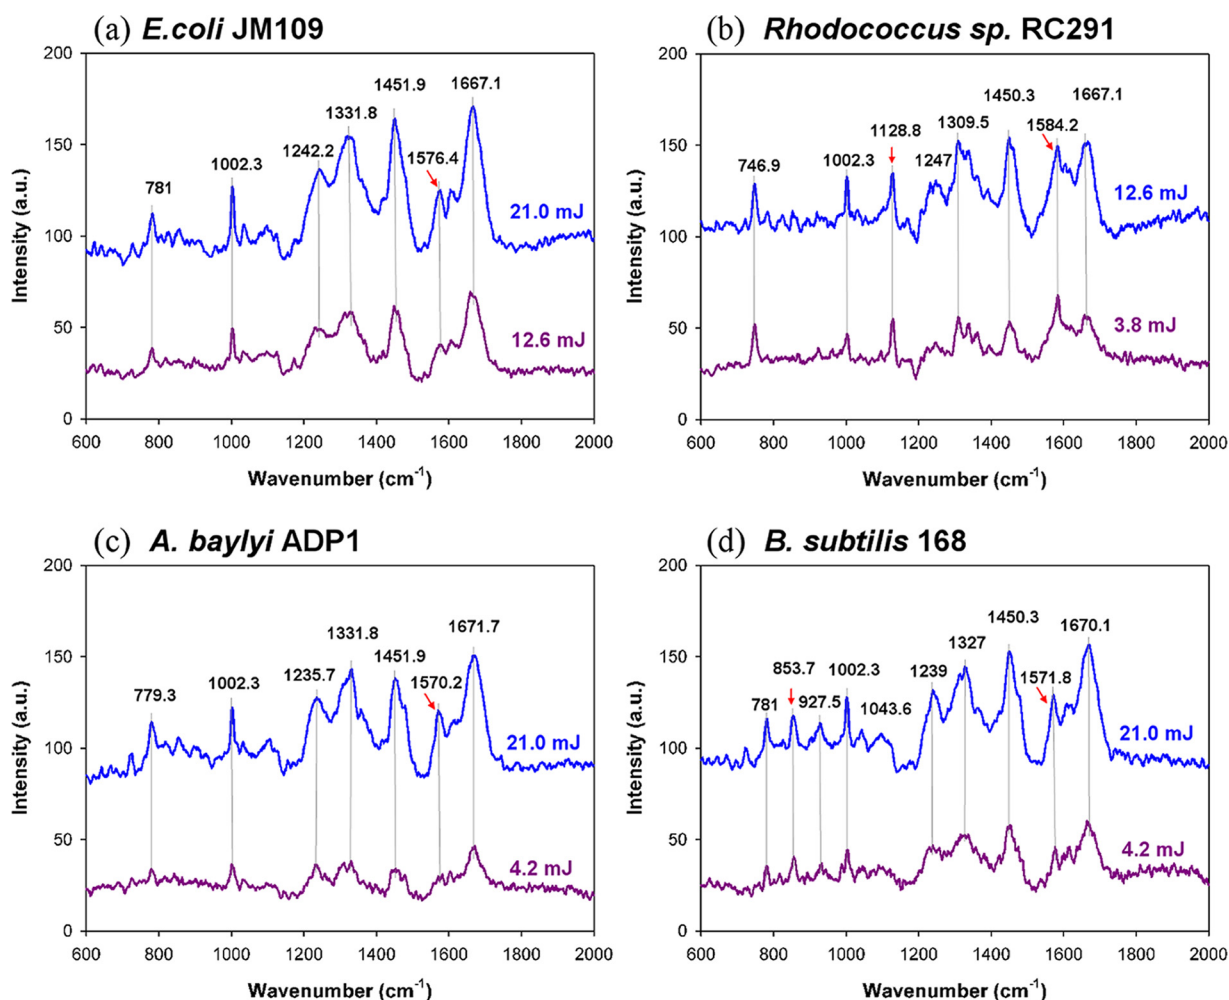 (a) E.coli JM109
200
150
100
50
0
Intensity (a.u.)
781
1002.3
1242.2
1331.8
1451.9
1576.4
1667.1
21.0 mJ
12.6 mJ
600 800 1000 1200 1400 1600 1800 2000
Wavenumber (cm-1)
(b) Rhodococcus sp. RC291
200
150
100
50
0
Intensity (a.u.)
746.9
1002.3
1128.8
1247
1309.5
1450.3
1584.2
1667.1
12.6 mJ
3.8 mJ
600 800 1000 1200 1400 1600 1800 2000
Wavenumber (cm-1)
(c) A. baylyi ADP1
200
150
100
50
0
Intensity (a.u.)
779.3
1002.3
1235.7
1331.8
1451.9
1570.2
1671.7
21.0 mJ
4.2 mJ
600 800 1000 1200 1400 1600 1800 2000
Wavenumber (cm-1)
(d) B. subtilis 168
200
150
100
50
0
Intensity (a.u.)
781
853.7
927.5
1002.3
1043.6
1239
1327
1450.3
1571.8
1670.1
21.0 mJ
4.2 mJ
600 800 1000 1200 1400 1600 1800 2000
Wavenumber (cm-1)